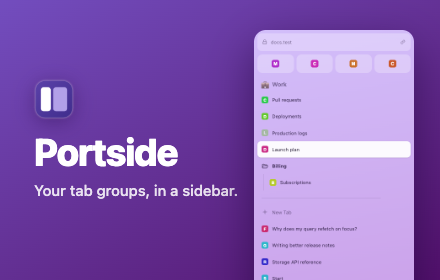 Portside
Your tab groups, in a sidebar.
docs.test
M
E
M
C
Work
Pull requests
Deployments
Production logs
Launch plan
Billing
Subscriptions
New Tab
Why does my query refetch on focus?
Writing better release notes
Storage API reference